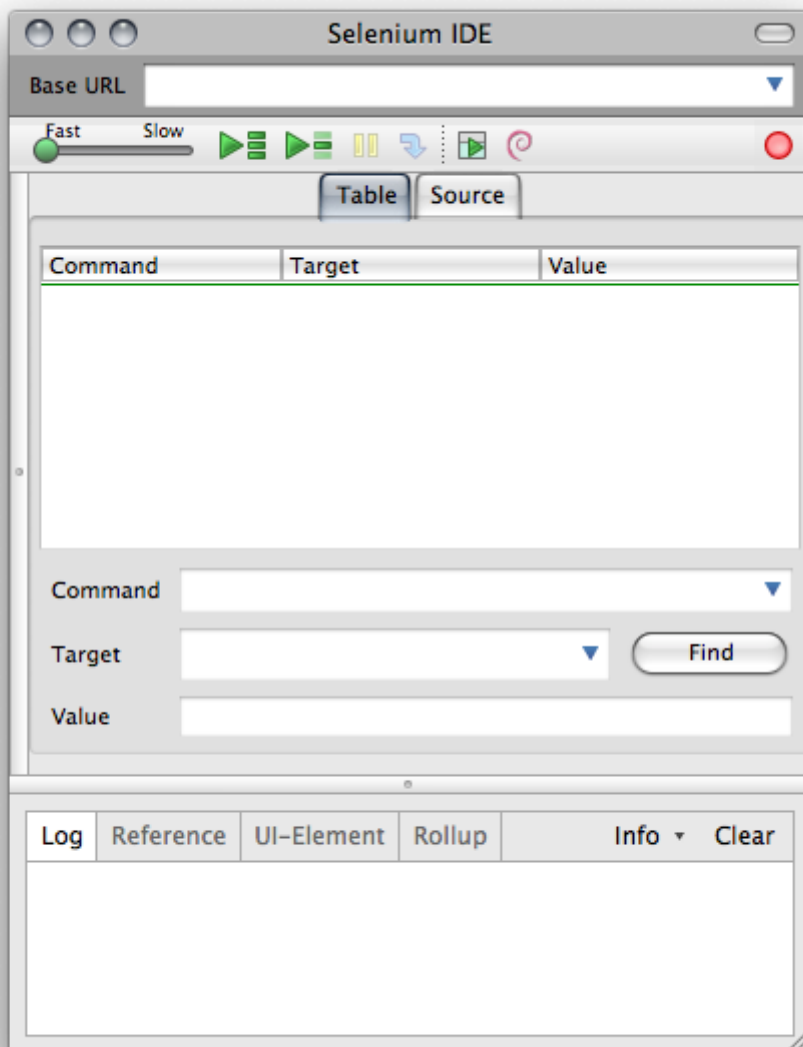 Selenium IDE
Base URL
Fast Slow
Table Source
Command Target Value
Command
Target Find
Value
Log Reference UI-Element Rollup Info Clear